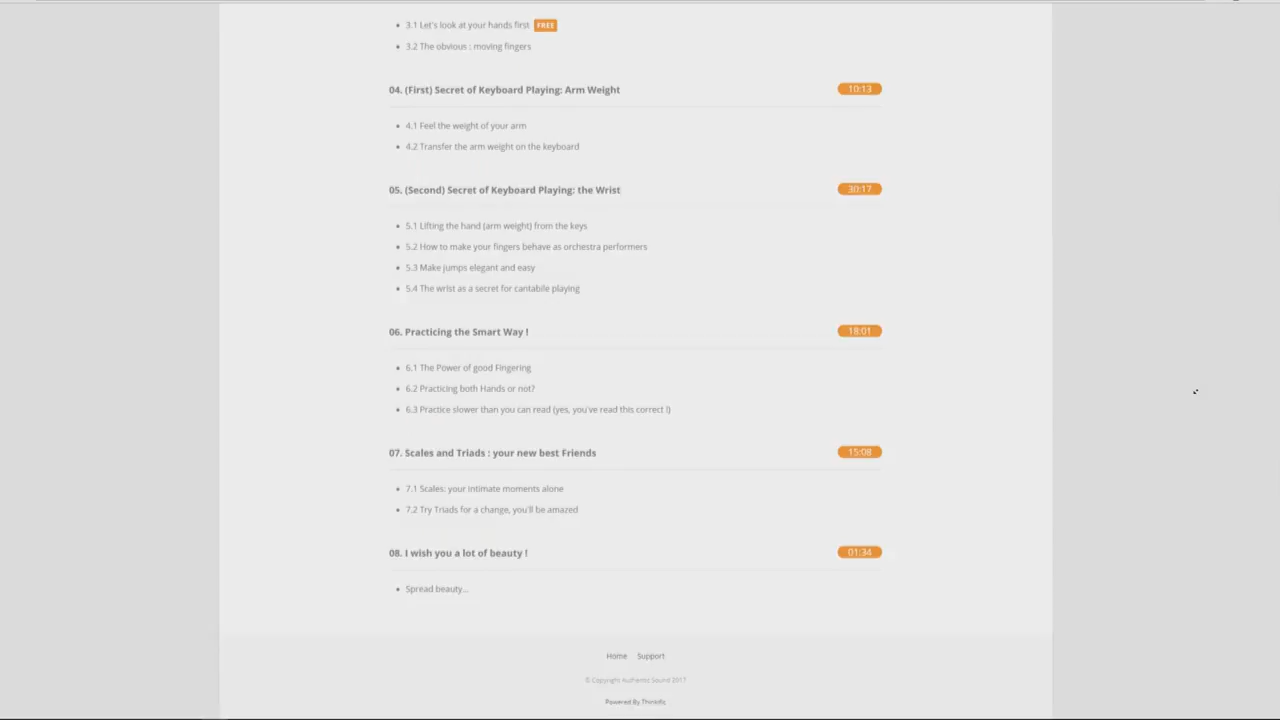 3.1 Let's look at your hands first FREE
3.2 The obvious : moving fingers
04. (First) Secret of Keyboard Playing: Arm Weight 10:13
4.1 Feel the weight of your arm
4.2 Transfer the arm weight on the keyboard
05. (Second) Secret of Keyboard Playing: the Wrist 30:17
5.1 Lifting the hand (arm weight) from the keys
5.2 How to make your fingers behave as orchestra performers
5.3 Make jumps elegant and easy
5.4 The wrist as a secret for cantabile playing
06. Practicing the Smart Way ! 18:01
6.1 The Power of good Fingering
6.2 Practicing both Hands or not?
6.3 Practice slower than you can read (yes, you've read this correct !)
07. Scales and Triads : your new best Friends 15:08
7.1 Scales: your intimate moments alone
7.2 Try Triads for a change, you'll be amazed
08. I wish you a lot of beauty ! 01:34
Spread beauty...
Home Support
© Copyright Authentic Sound 2017
Powered By Thinkific